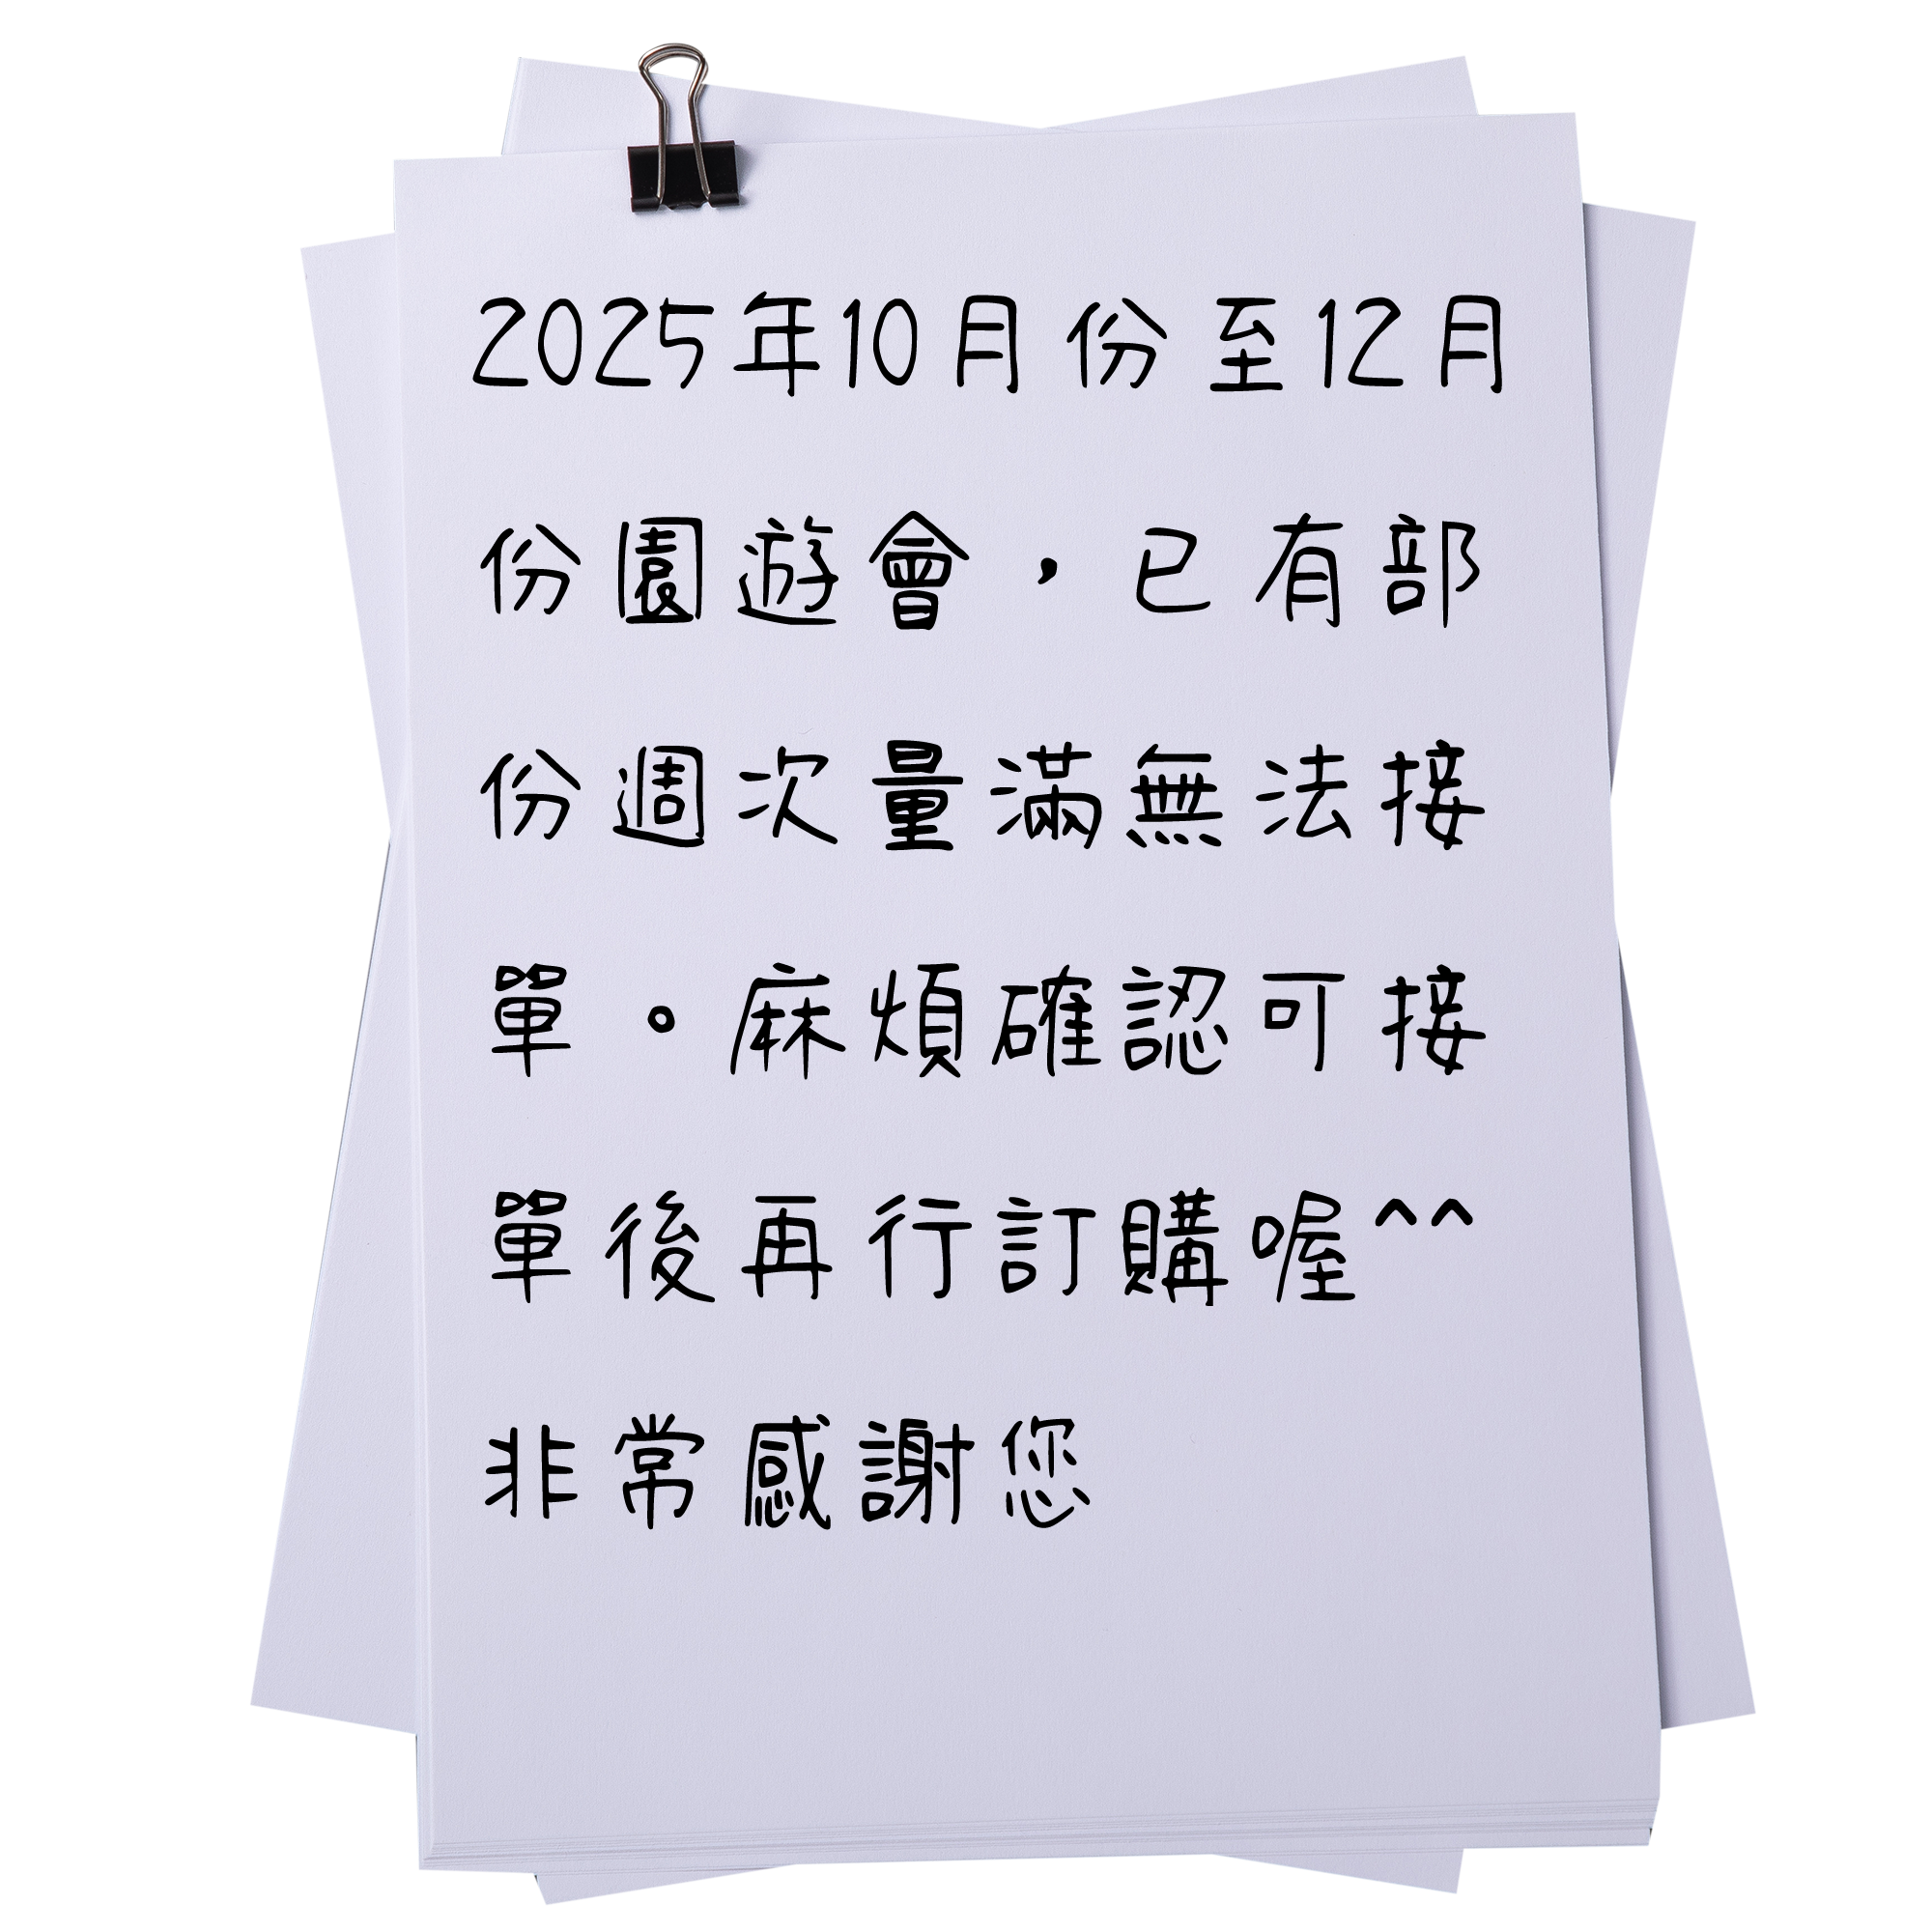 2025年10月份至12月
份園遊會，已有部
份週次量滿無法接
單。麻煩確認可接
單後再行訂購喔^^
非常感謝您